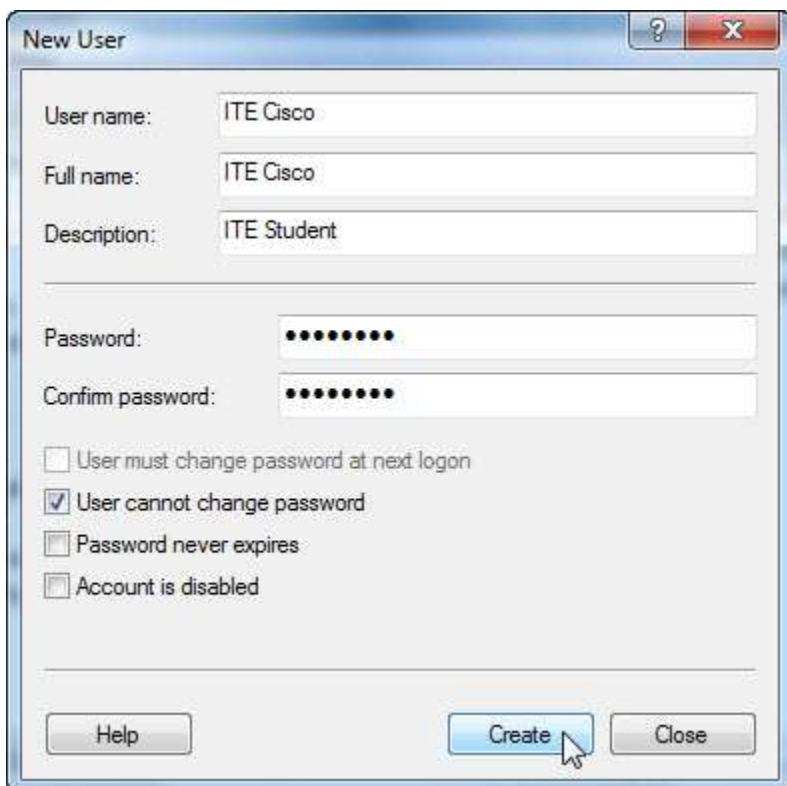 New User
User name: ITE Cisco
Full name: ITE Cisco
Description: ITE Student
Password: ••••••••
Confirm password: ••••••••
User must change password at next logon
User cannot change password
Password never expires
Account is disabled
Help Create Close